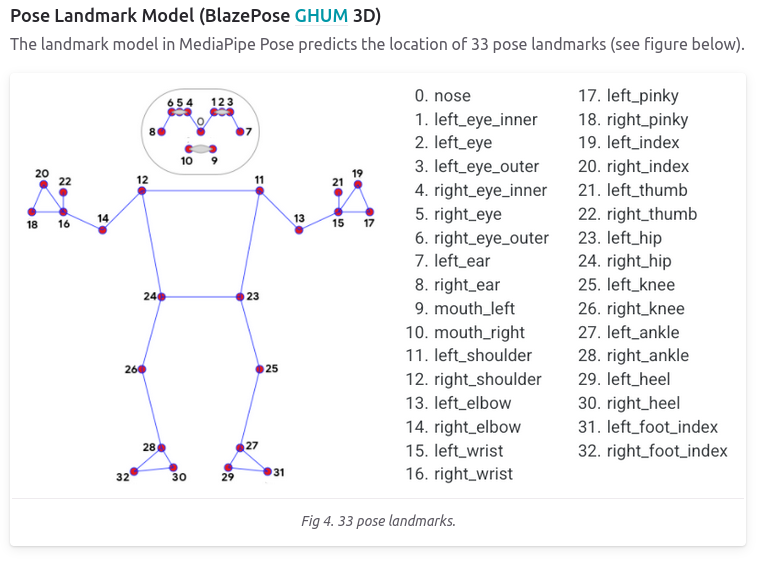 Pose Landmark Model (BlazePose GHUM 3D)
The landmark model in MediaPipe Pose predicts the location of 33 pose landmarks (see figure below).
6 5 4 1 2 3
0
8 7
10 9
20 22 12 11 21 19
18 16 14 13 15 17
24 23
26 25
28 27
32 30 29 31
0. nose
1. left_eye_inner
2. left_eye
3. left_eye_outer
4. right_eye_inner
5. right_eye
6. right_eye_outer
7. left_ear
8. right_ear
9. mouth_left
10. mouth_right
11. left_shoulder
12. right_shoulder
13. left_elbow
14. right_elbow
15. left_wrist
16. right_wrist
17. left_pinky
18. right_pinky
19. left_index
20. right_index
21. left_thumb
22. right_thumb
23. left_hip
24. right_hip
25. left_knee
26. right_knee
27. left_ankle
28. right_ankle
29. left_heel
30. right_heel
31. left_foot_index
32. right_foot_index
Fig 4. 33 pose landmarks.